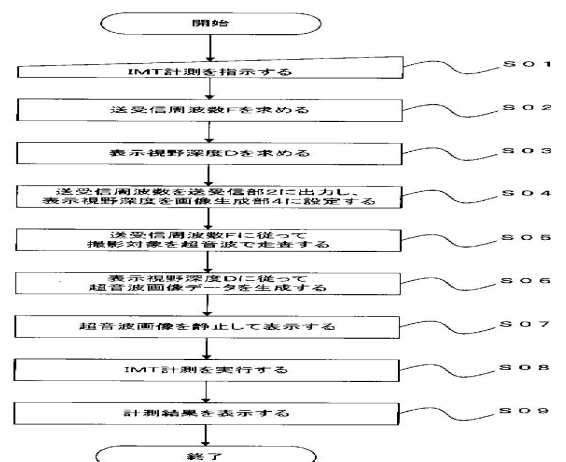 開始
IMT計測を指示する
S01
送受信周波数Fを求める
S02
表示視野深度Dを求める
S03
送受信周波数を送受信部2に出力し、
表示視野深度を画像生成部4に設定する
S04
送受信周波数Fに従って
撮影対象を超音波で走査する
S05
表示視野深度Dに従って
超音波画像データを生成する
S06
超音波画像を静止して表示する
S07
IMT計測を実行する
S08
計測結果を表示する
S09
終了